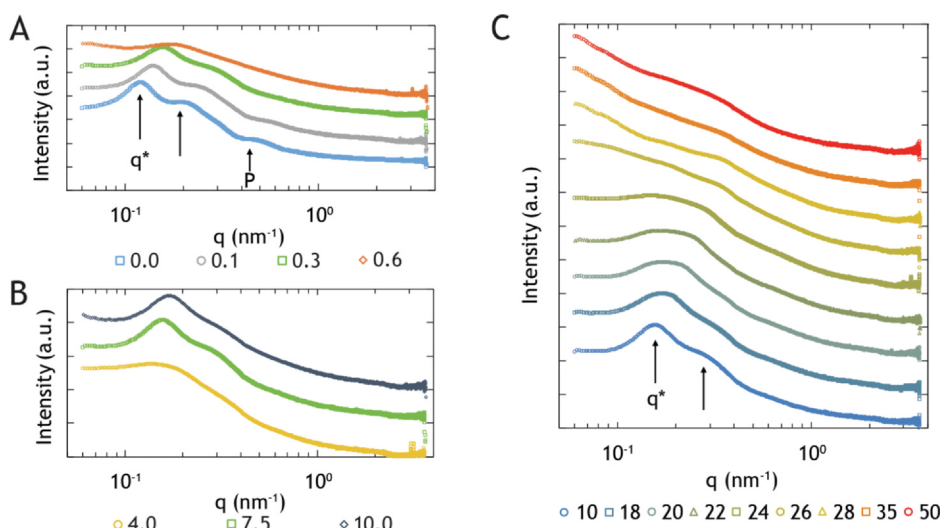 A
Intensity (a.u.)
q*
P
10⁻¹ 10⁰
q (nm⁻¹)
0.0 0.1 0.3 0.6
B
Intensity (a.u.)
10⁻¹ 10⁰
q (nm⁻¹)
4.0 7.5 10.0
C
Intensity (a.u.)
q*
10⁻¹ 10⁰
q (nm⁻¹)
10 18 20 22 24 26 28 35 50